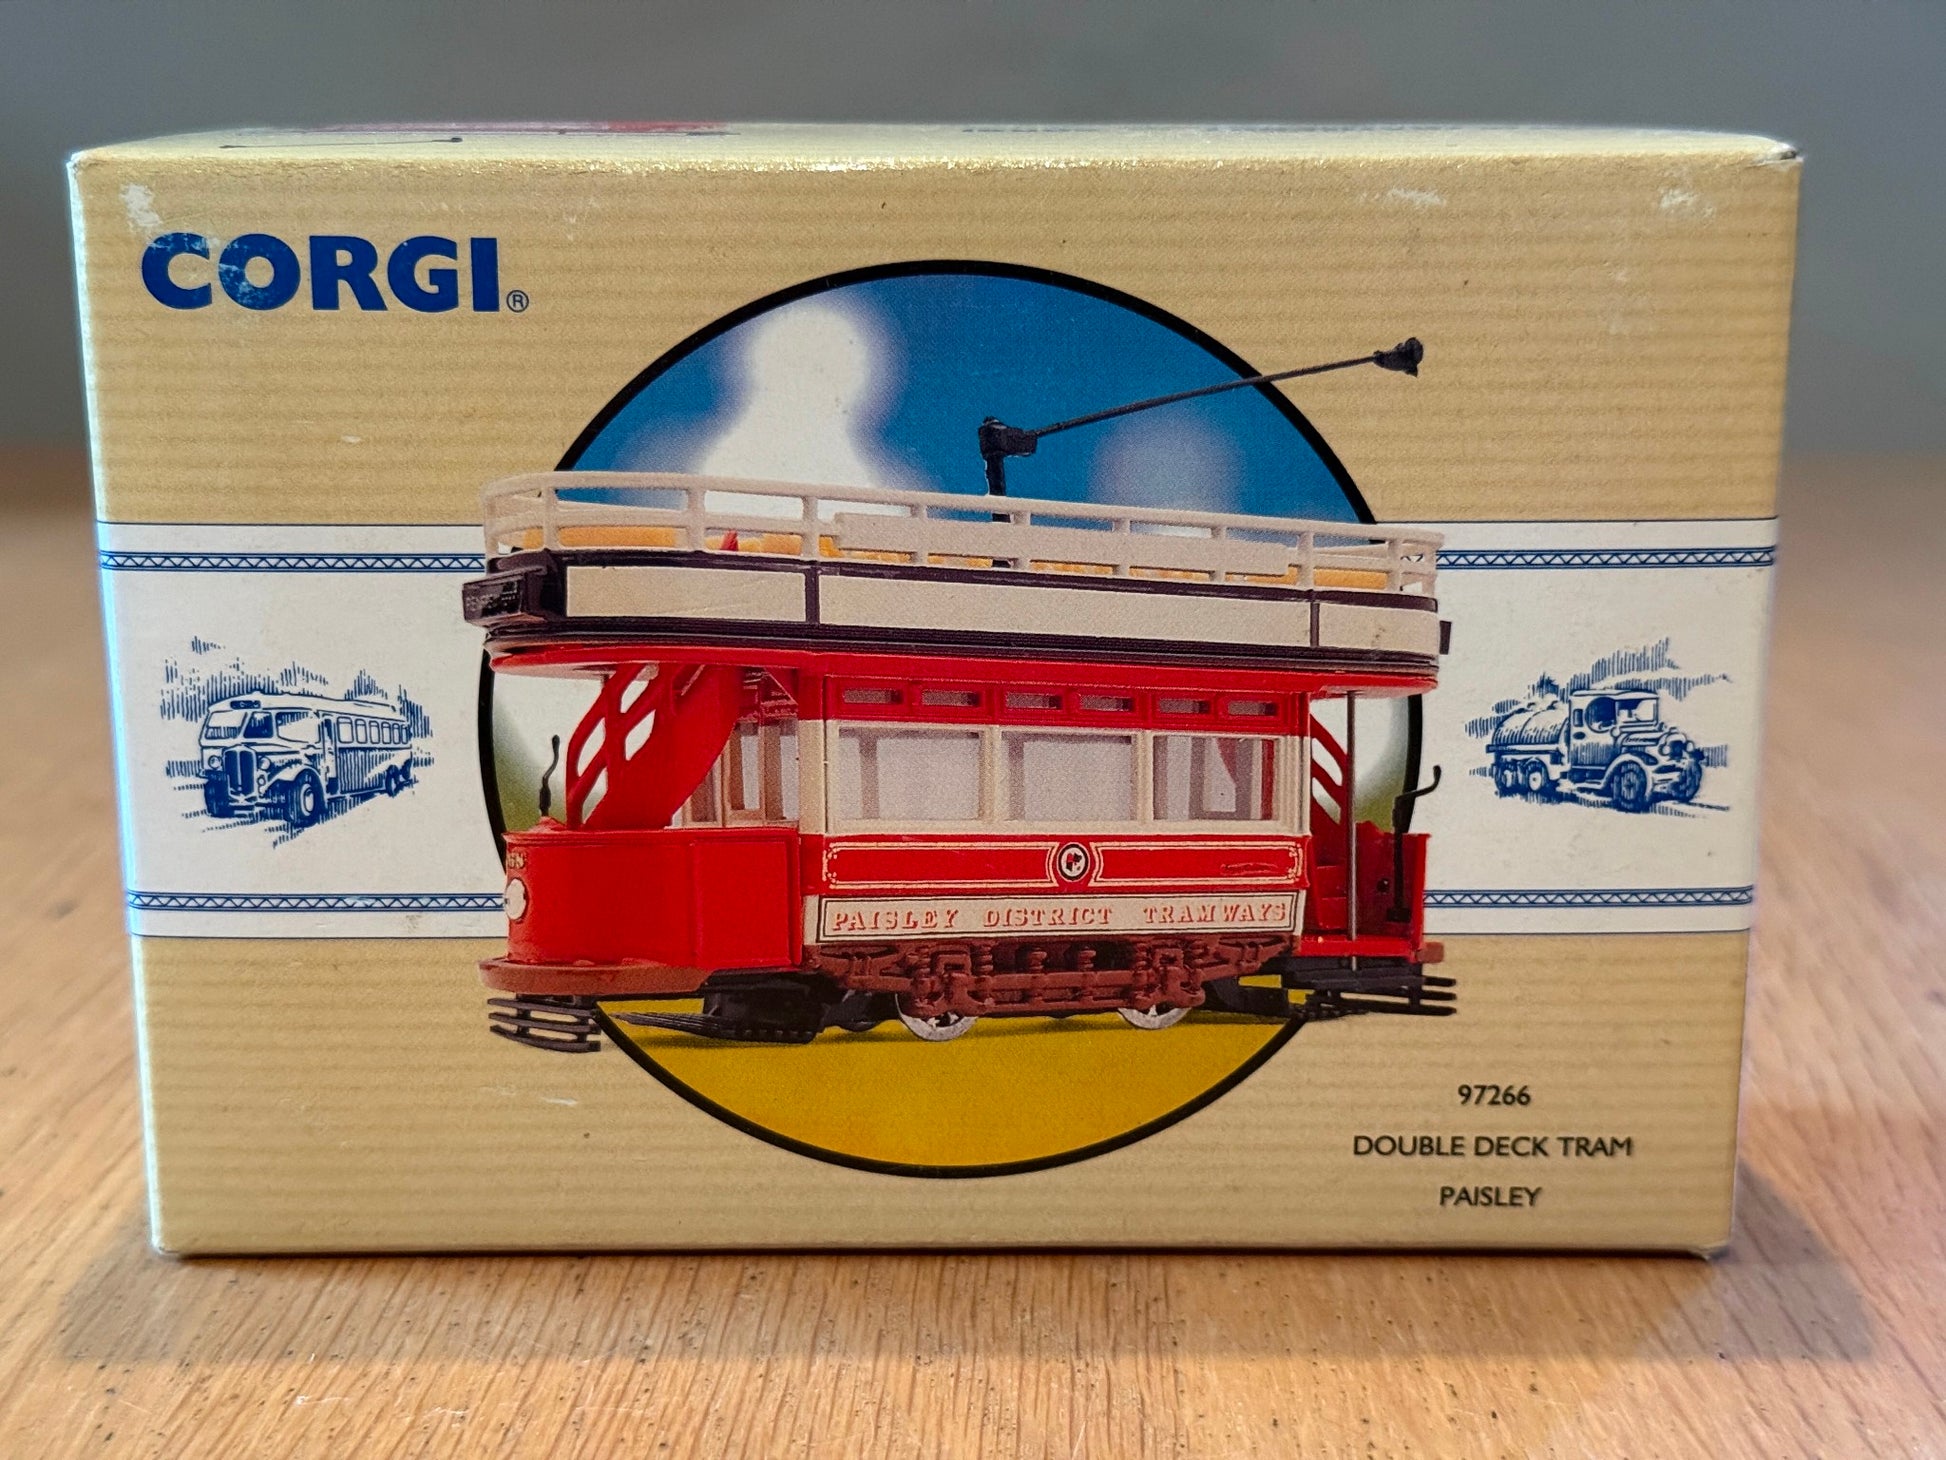 CORGI®
PAISLEY DISTRICT TRAMWAYS
97266
DOUBLE DECK TRAM
PAISLEY